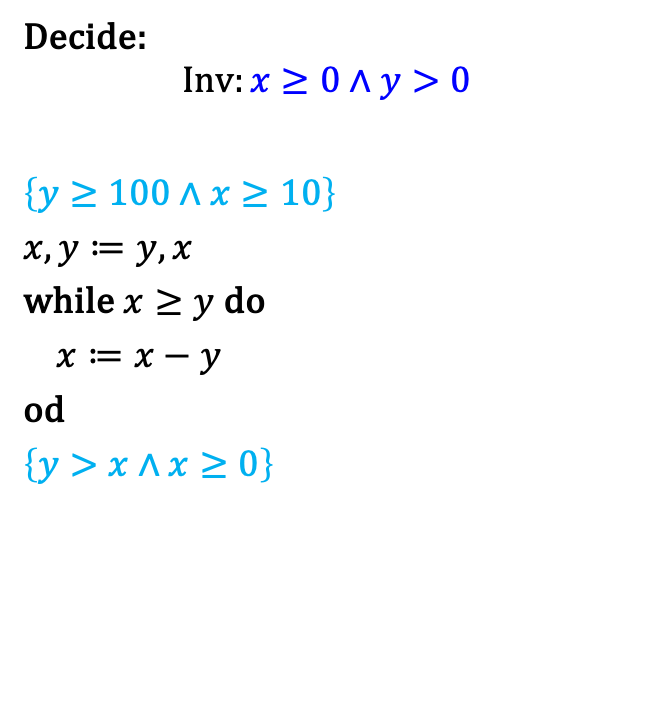 Decide:
Inv: x ≥ 0 ∧ y > 0
{y ≥ 100 ∧ x ≥ 10}
x, y ≔ y, x
while x ≥ y do
x ≔ x − y
od
{y > x ∧ x ≥ 0}